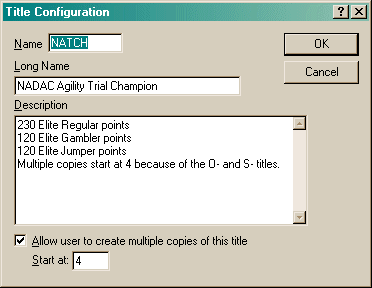 Title Configuration
Name NATCH OK
Long Name Cancel
NADAC Agility Trial Champion
Description
230 Elite Regular points
120 Elite Gambler points
120 Elite Jumper points
Multiple copies start at 4 because of the O- and S- titles.
Allow user to create multiple copies of this title
Start at: 4